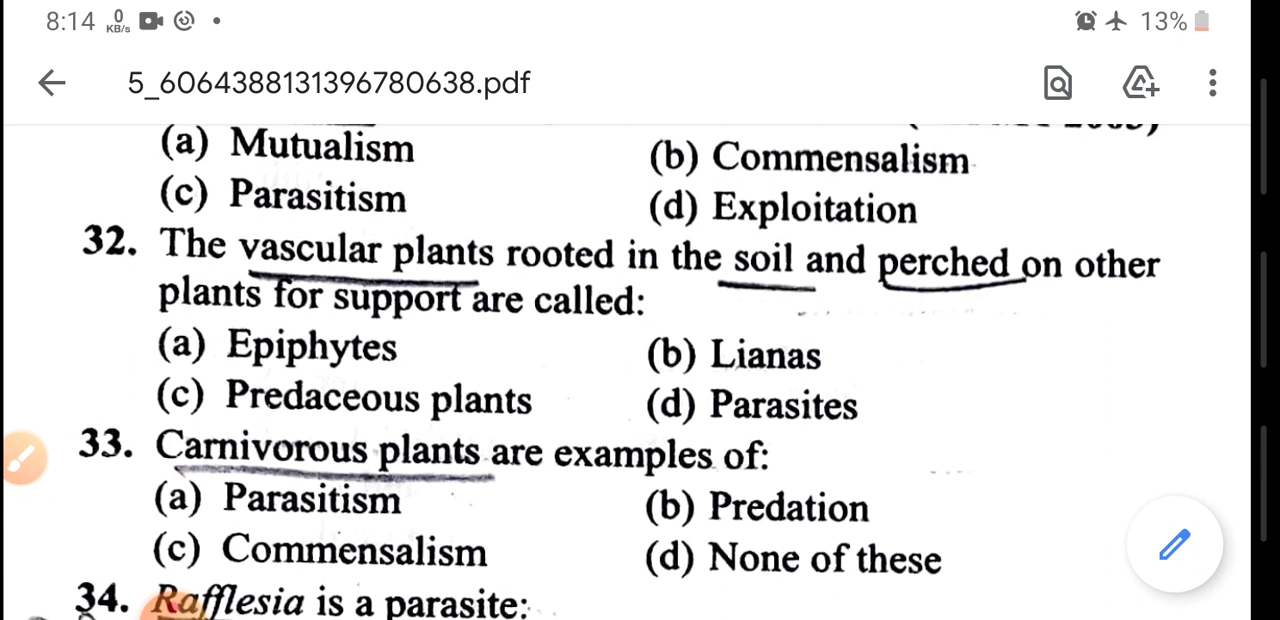 8:14 0 KB/s 13%
5_6064388131396780638.pdf
(a) Mutualism (b) Commensalism
(c) Parasitism (d) Exploitation
32. The vascular plants rooted in the soil and perched on other
plants for support are called:
(a) Epiphytes (b) Lianas
(c) Predaceous plants (d) Parasites
33. Carnivorous plants are examples of:
(a) Parasitism (b) Predation
(c) Commensalism (d) None of these
34. Rafflesia is a parasite: